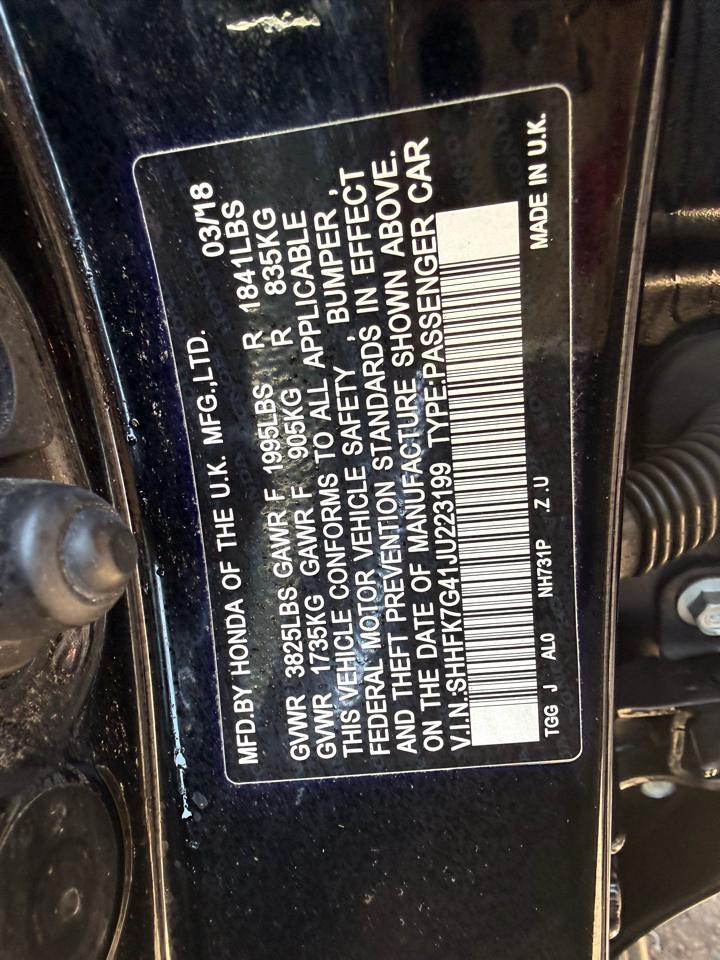 MFD.BY HONDA OF THE U.K. MFG.,LTD. 03/18
GVWR 3825LBS GAWR F 1995LBS R 1841LBS
GVWR 1735KG GAWR F 905KG R 835KG
THIS VEHICLE CONFORMS TO ALL APPLICABLE
FEDERAL MOTOR VEHICLE SAFETY , BUMPER ,
AND THEFT PREVENTION STANDARDS IN EFFECT
ON THE DATE OF MANUFACTURE SHOWN ABOVE.
V.I.N.SHHFK7G41JU223199 TYPE:PASSENGER CAR
TGG J AL0 NH731P .Z.U MADE IN U.K.